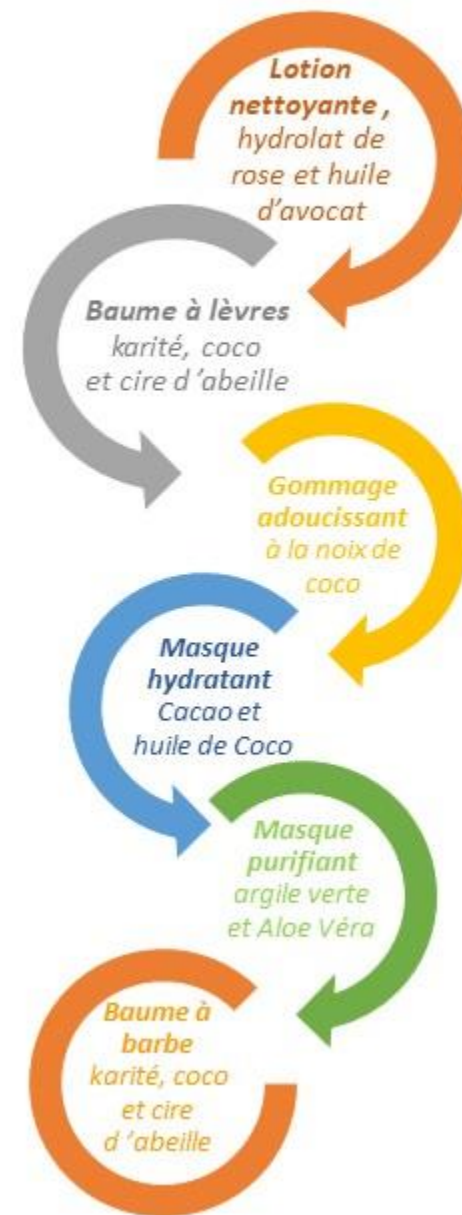 Lotion
nettoyante ,
hydrolat de
rose et huile
d’avocat
Baume à lèvres
karité, coco
et cire d ’abeille
Gommage
adoucissant
à la noix de
coco
Masque
hydratant
Cacao et
huile de Coco
Masque
purifiant
argile verte
et Aloe Véra
Baume à
barbe
karité, coco
et cire
d ’abeille